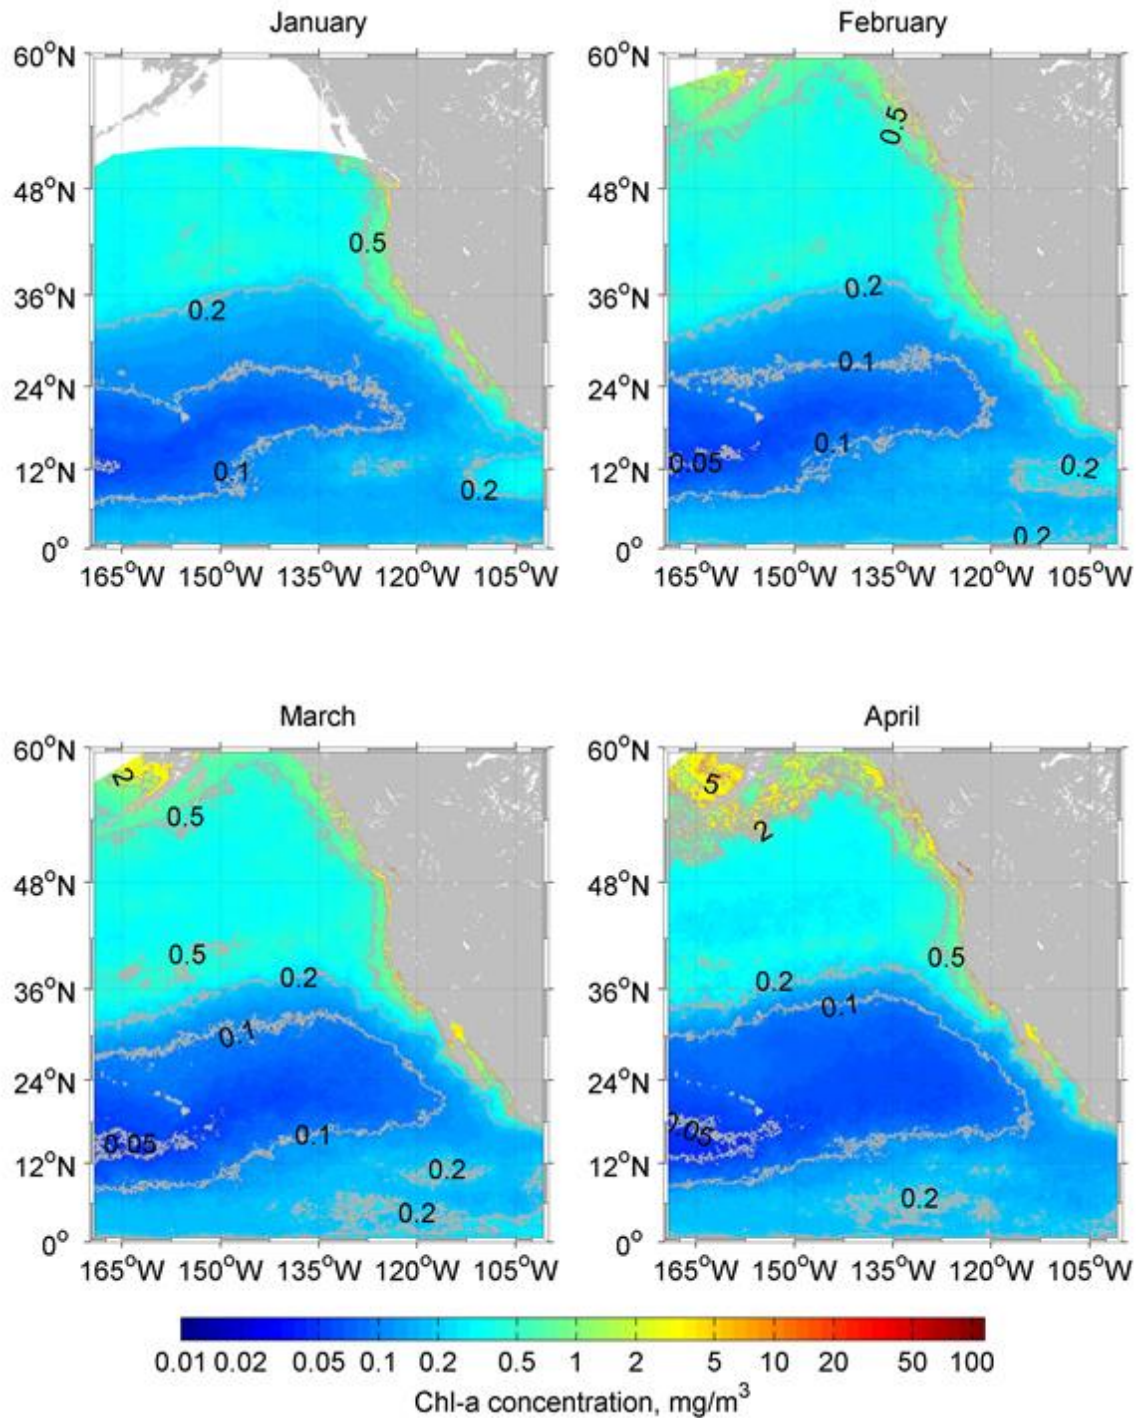 January February
60°N 60°N
0.5
48°N 48°N
0.5
36°N 0.2 36°N 0.2
0.1
24°N 24°N
0.1 0.1
12°N 0.2 12°N 0.05 0.2
0.2
0° 0°
165°W 150°W 135°W 120°W 105°W 165°W 150°W 135°W 120°W 105°W
March April
60°N 60°N
2 5
0.5 2
48°N 48°N
0.5 0.5
0.2 0.2
36°N 36°N
0.1 0.1
24°N 24°N
0.05 0.1 0.05
12°N 0.2 12°N
0.2 0.2
0° 0°
165°W 150°W 135°W 120°W 105°W 165°W 150°W 135°W 120°W 105°W
0.01 0.02 0.05 0.1 0.2 0.5 1 2 5 10 20 50 100
Chl-a concentration, mg/m³